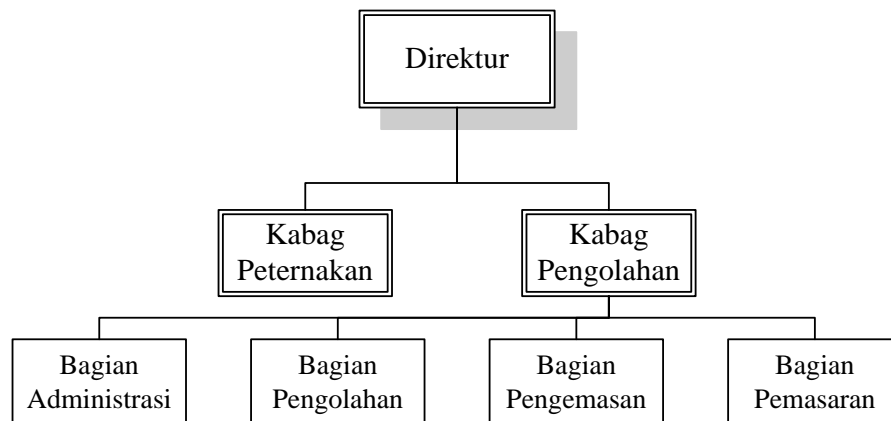 Direktur
Kabag
Peternakan
Kabag
Pengolahan
Bagian
Administrasi
Bagian
Pengolahan
Bagian
Pengemasan
Bagian
Pemasaran